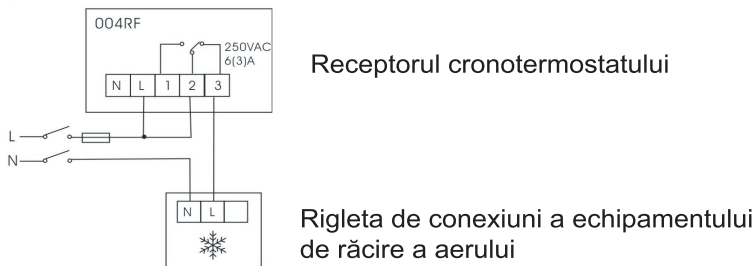 004RF
250VAC
6(3)A
N L 1 2 3
Receptorul cronotermostatului
L
N
N L
Rigleta de conexiuni a echipamentului
de răcire a aerului